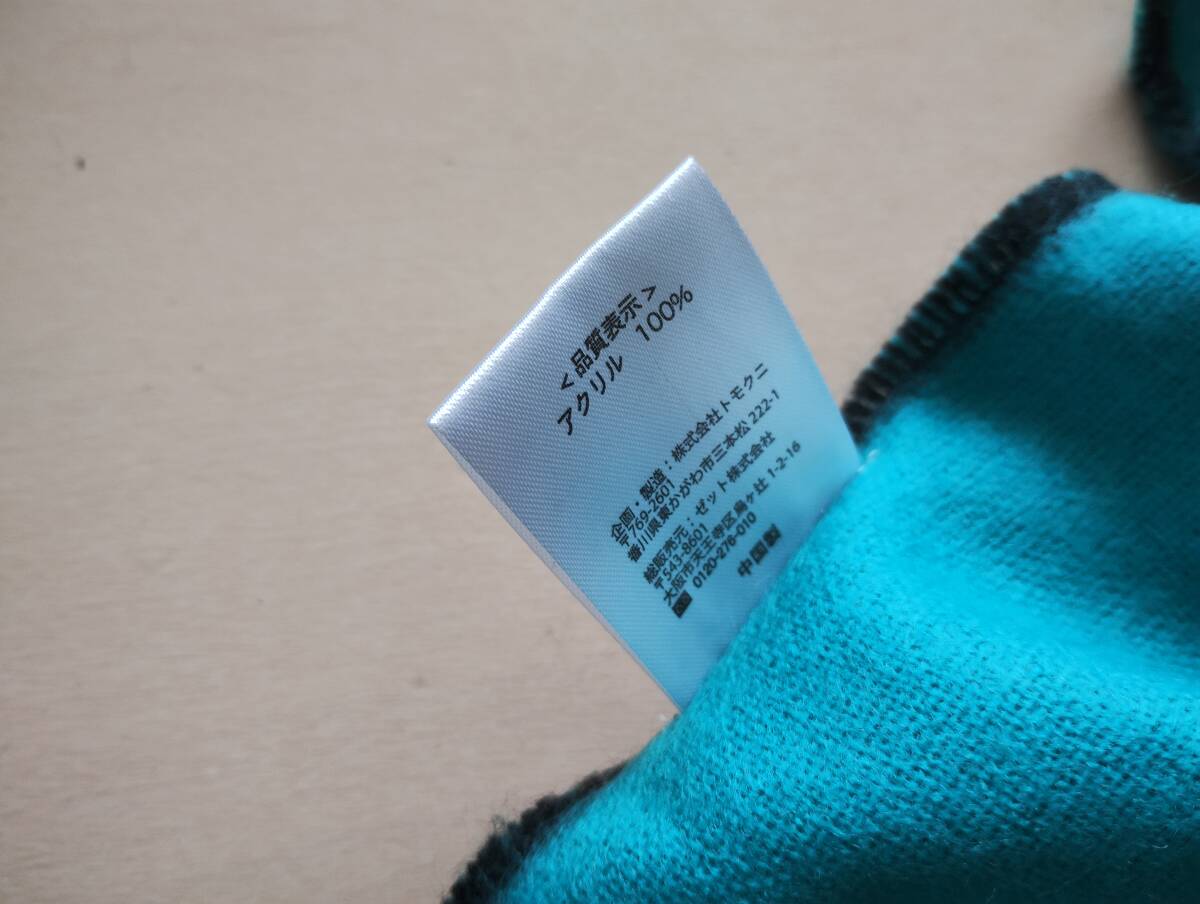 <品質表示>
アクリル 100%
企画・製造：株式会社トモクニ
〒769-2601
香川県東かがわ市三本松 222-1
総販売元：ゼット株式会社
〒543-8601
大阪市天王寺区烏ヶ辻 1-2-16
0120-278-010
中国製